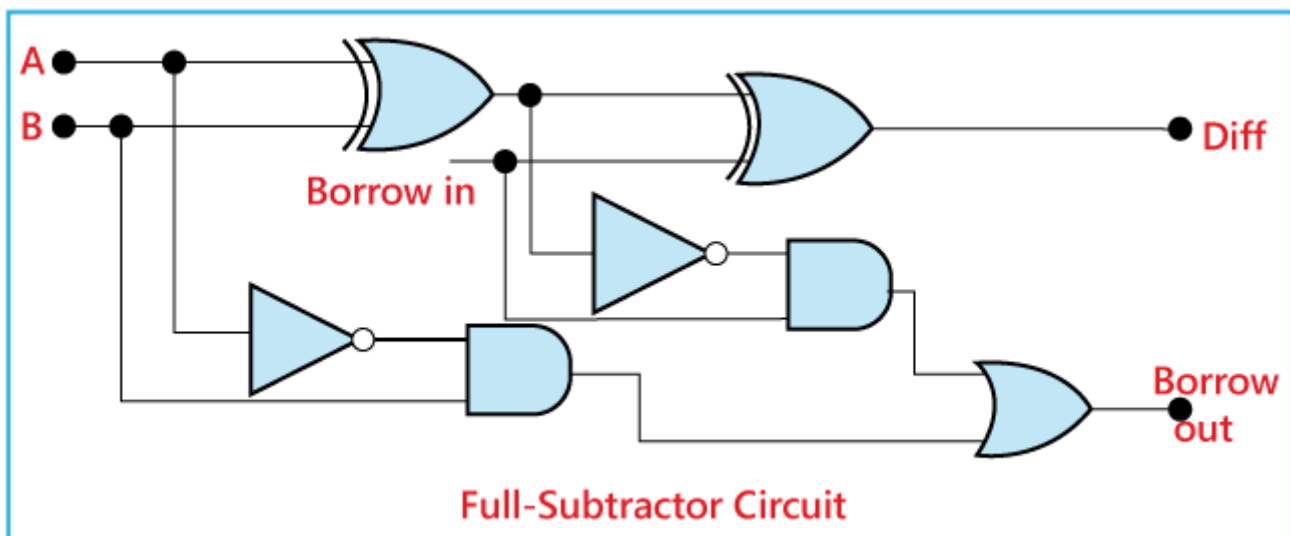 A
B
Borrow in
Diff
Borrow
out
Full-Subtractor Circuit